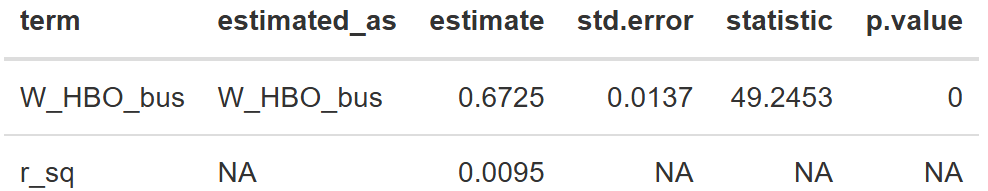 term estimated_as estimate std.error statistic p.value
W_HBO_bus W_HBO_bus 0.6725 0.0137 49.2453 0
r_sq NA 0.0095 NA NA NA